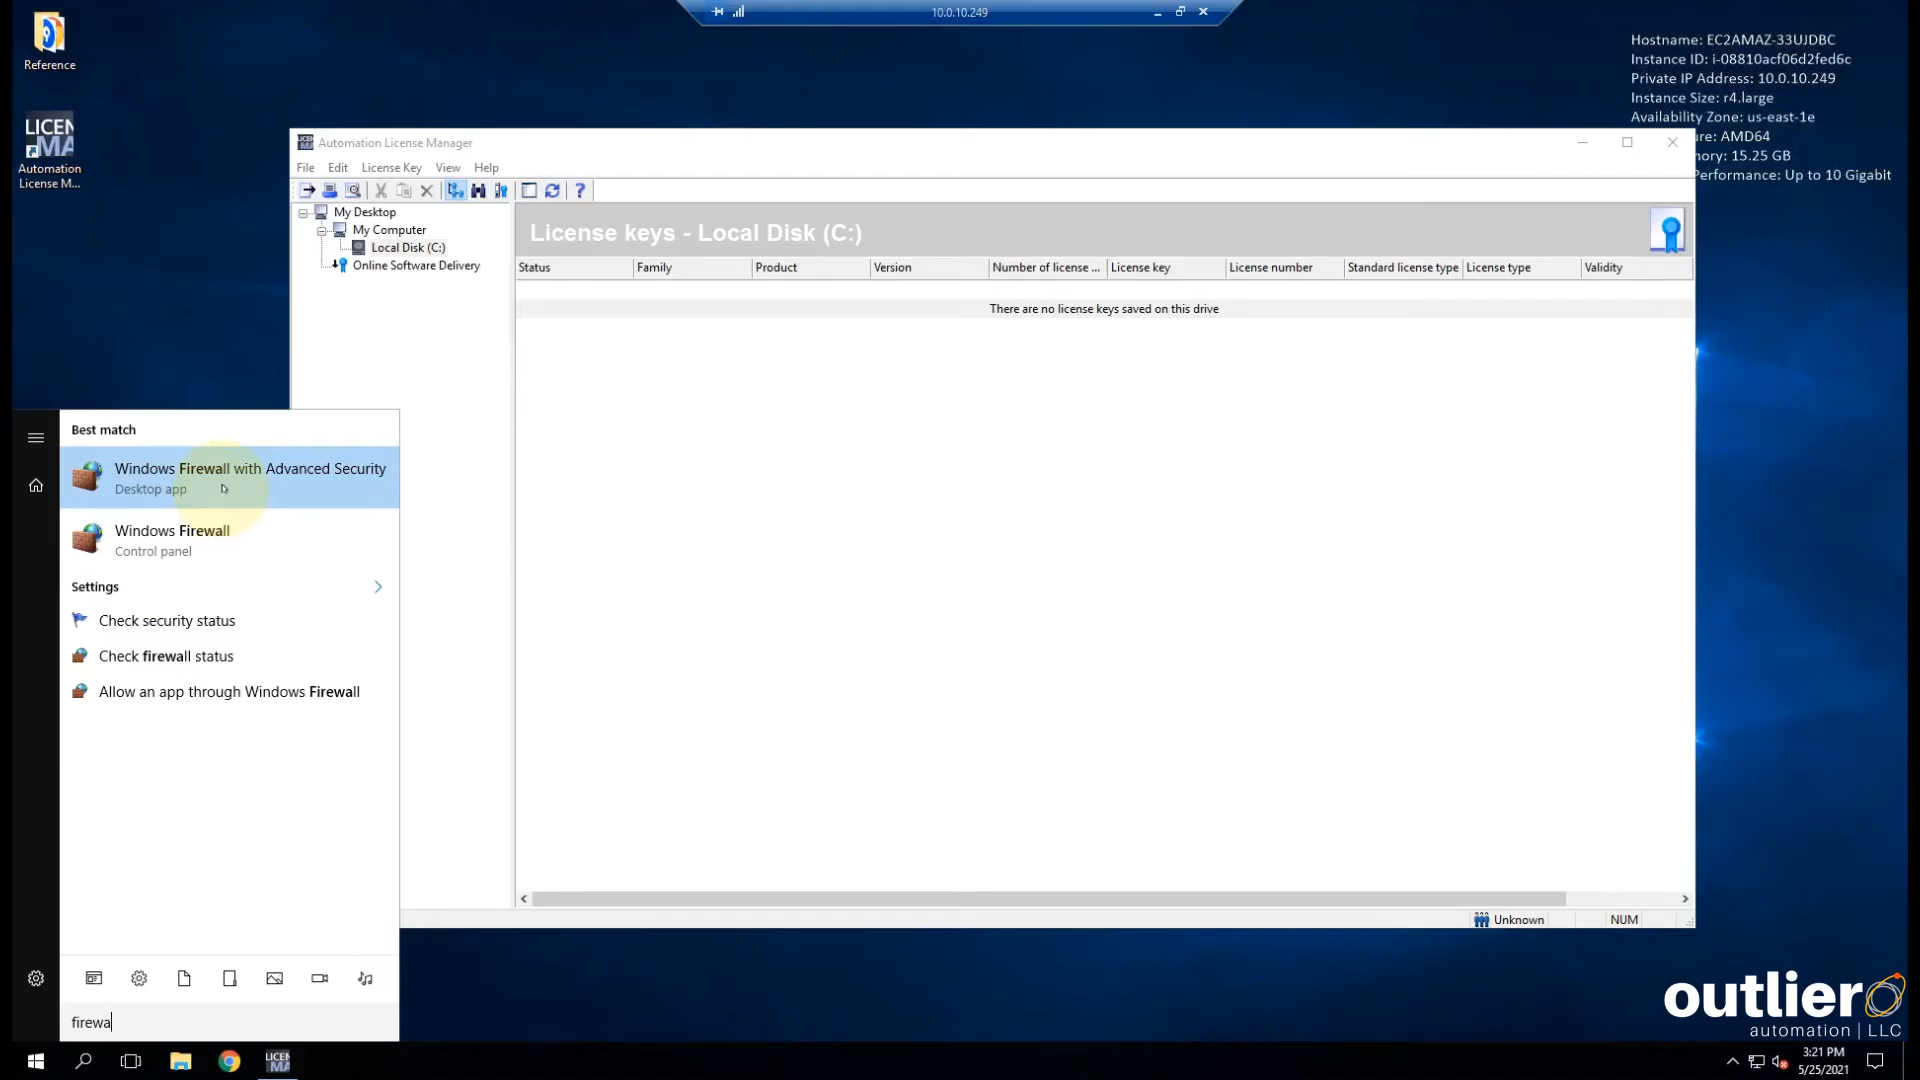 10.0.10.249
Reference
LICEN
MA
Automation
License M...
Hostname: EC2AMAZ-33UJDBC
Instance ID: i-08810acf06d2fed6c
Private IP Address: 10.0.10.249
Instance Size: r4.large
Availability Zone: us-east-1e
ure: AMD64
nory: 15.25 GB
Performance: Up to 10 Gigabit
Automation License Manager
File Edit License Key View Help
My Desktop
My Computer
Local Disk (C:)
Online Software Delivery
License keys - Local Disk (C:)
Status Family Product Version Number of license ... License key License number Standard license type License type Validity
There are no license keys saved on this drive
Unknown NUM
Best match
Windows Firewall with Advanced Security
Desktop app
Windows Firewall
Control panel
Settings
Check security status
Check firewall status
Allow an app through Windows Firewall
firewa
LICEN
MA
outlier
automation | LLC
3:21 PM
5/25/2021